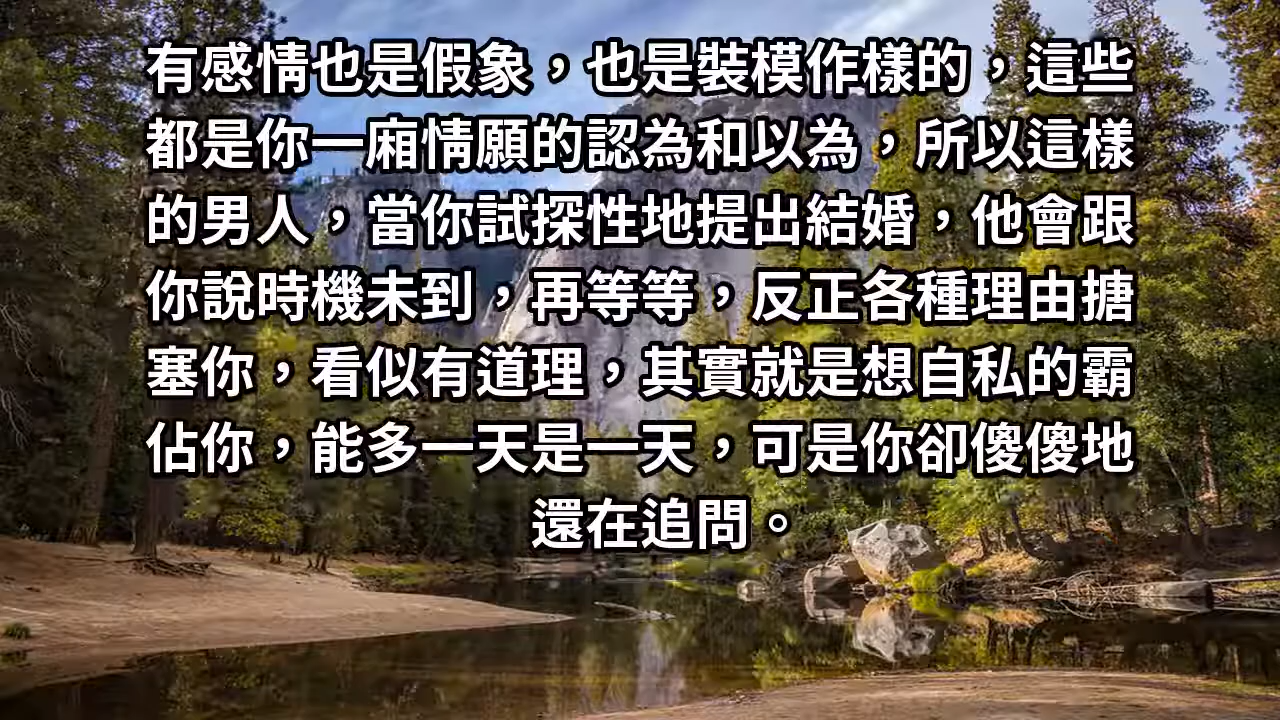 有感情也是假象，也是裝模作樣的，這些
都是你一廂情願的認為和以為，所以這樣
的男人，當你試探性地提出結婚，他會跟
你說時機未到，再等等，反正各種理由搪
塞你，看似有道理，其實就是想自私的霸
佔你，能多一天是一天，可是你卻傻傻地
還在追問。